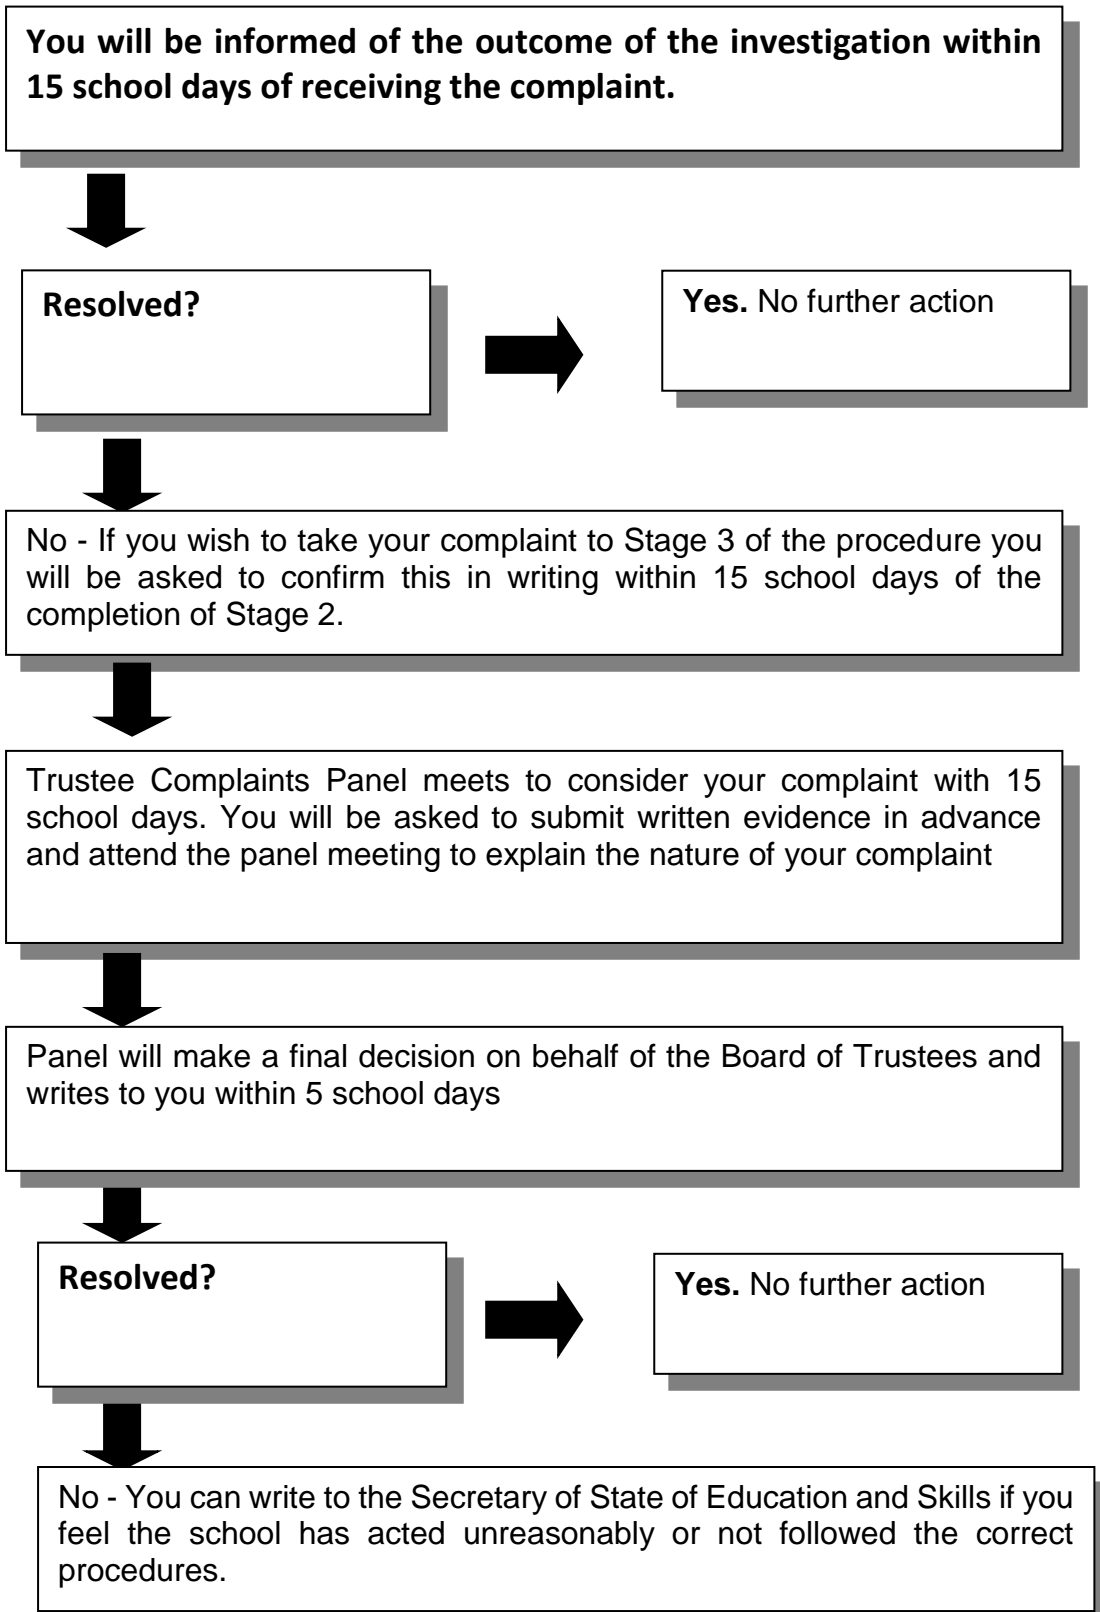 You will be informed of the outcome of the investigation within
15 school days of receiving the complaint.
Resolved?
Yes. No further action
No - If you wish to take your complaint to Stage 3 of the procedure you
will be asked to confirm this in writing within 15 school days of the
completion of Stage 2.
Trustee Complaints Panel meets to consider your complaint with 15
school days. You will be asked to submit written evidence in advance
and attend the panel meeting to explain the nature of your complaint
Panel will make a final decision on behalf of the Board of Trustees and
writes to you within 5 school days
Resolved?
Yes. No further action
No - You can write to the Secretary of State of Education and Skills if you
feel the school has acted unreasonably or not followed the correct
procedures.